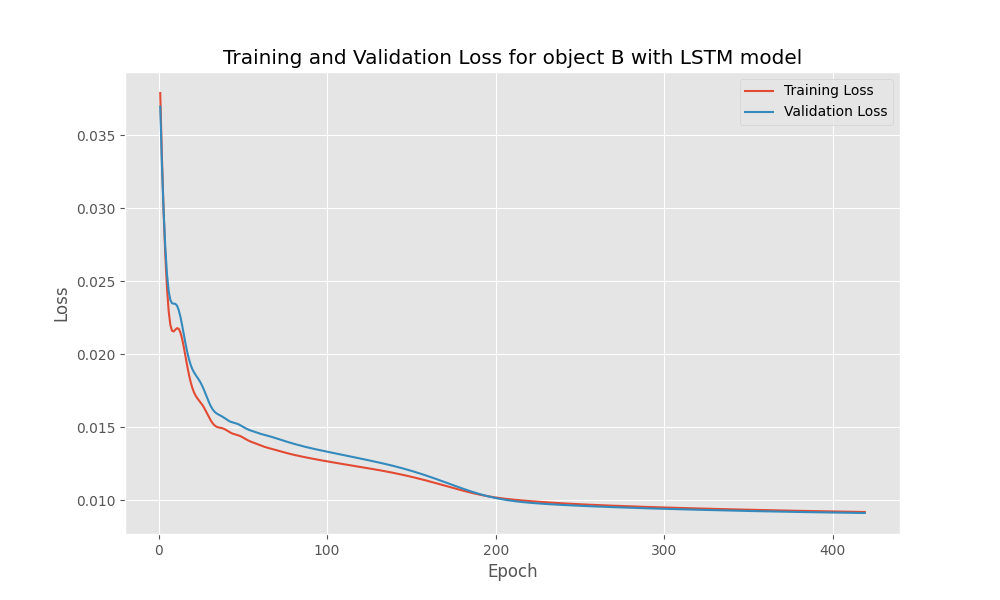 Training and Validation Loss for object B with LSTM model
Training Loss
Validation Loss
0.035
0.030
0.025
0.020
0.015
0.010
Loss
0 100 200 300 400
Epoch